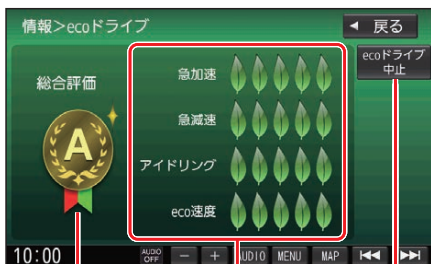 情報>ecoドライブ
戻る
ecoドライブ
中止
総合評価
A
急加速
急減速
アイドリング
eco速度
10:00
AUDIO
OFF
－ + AUDIO MENU MAP